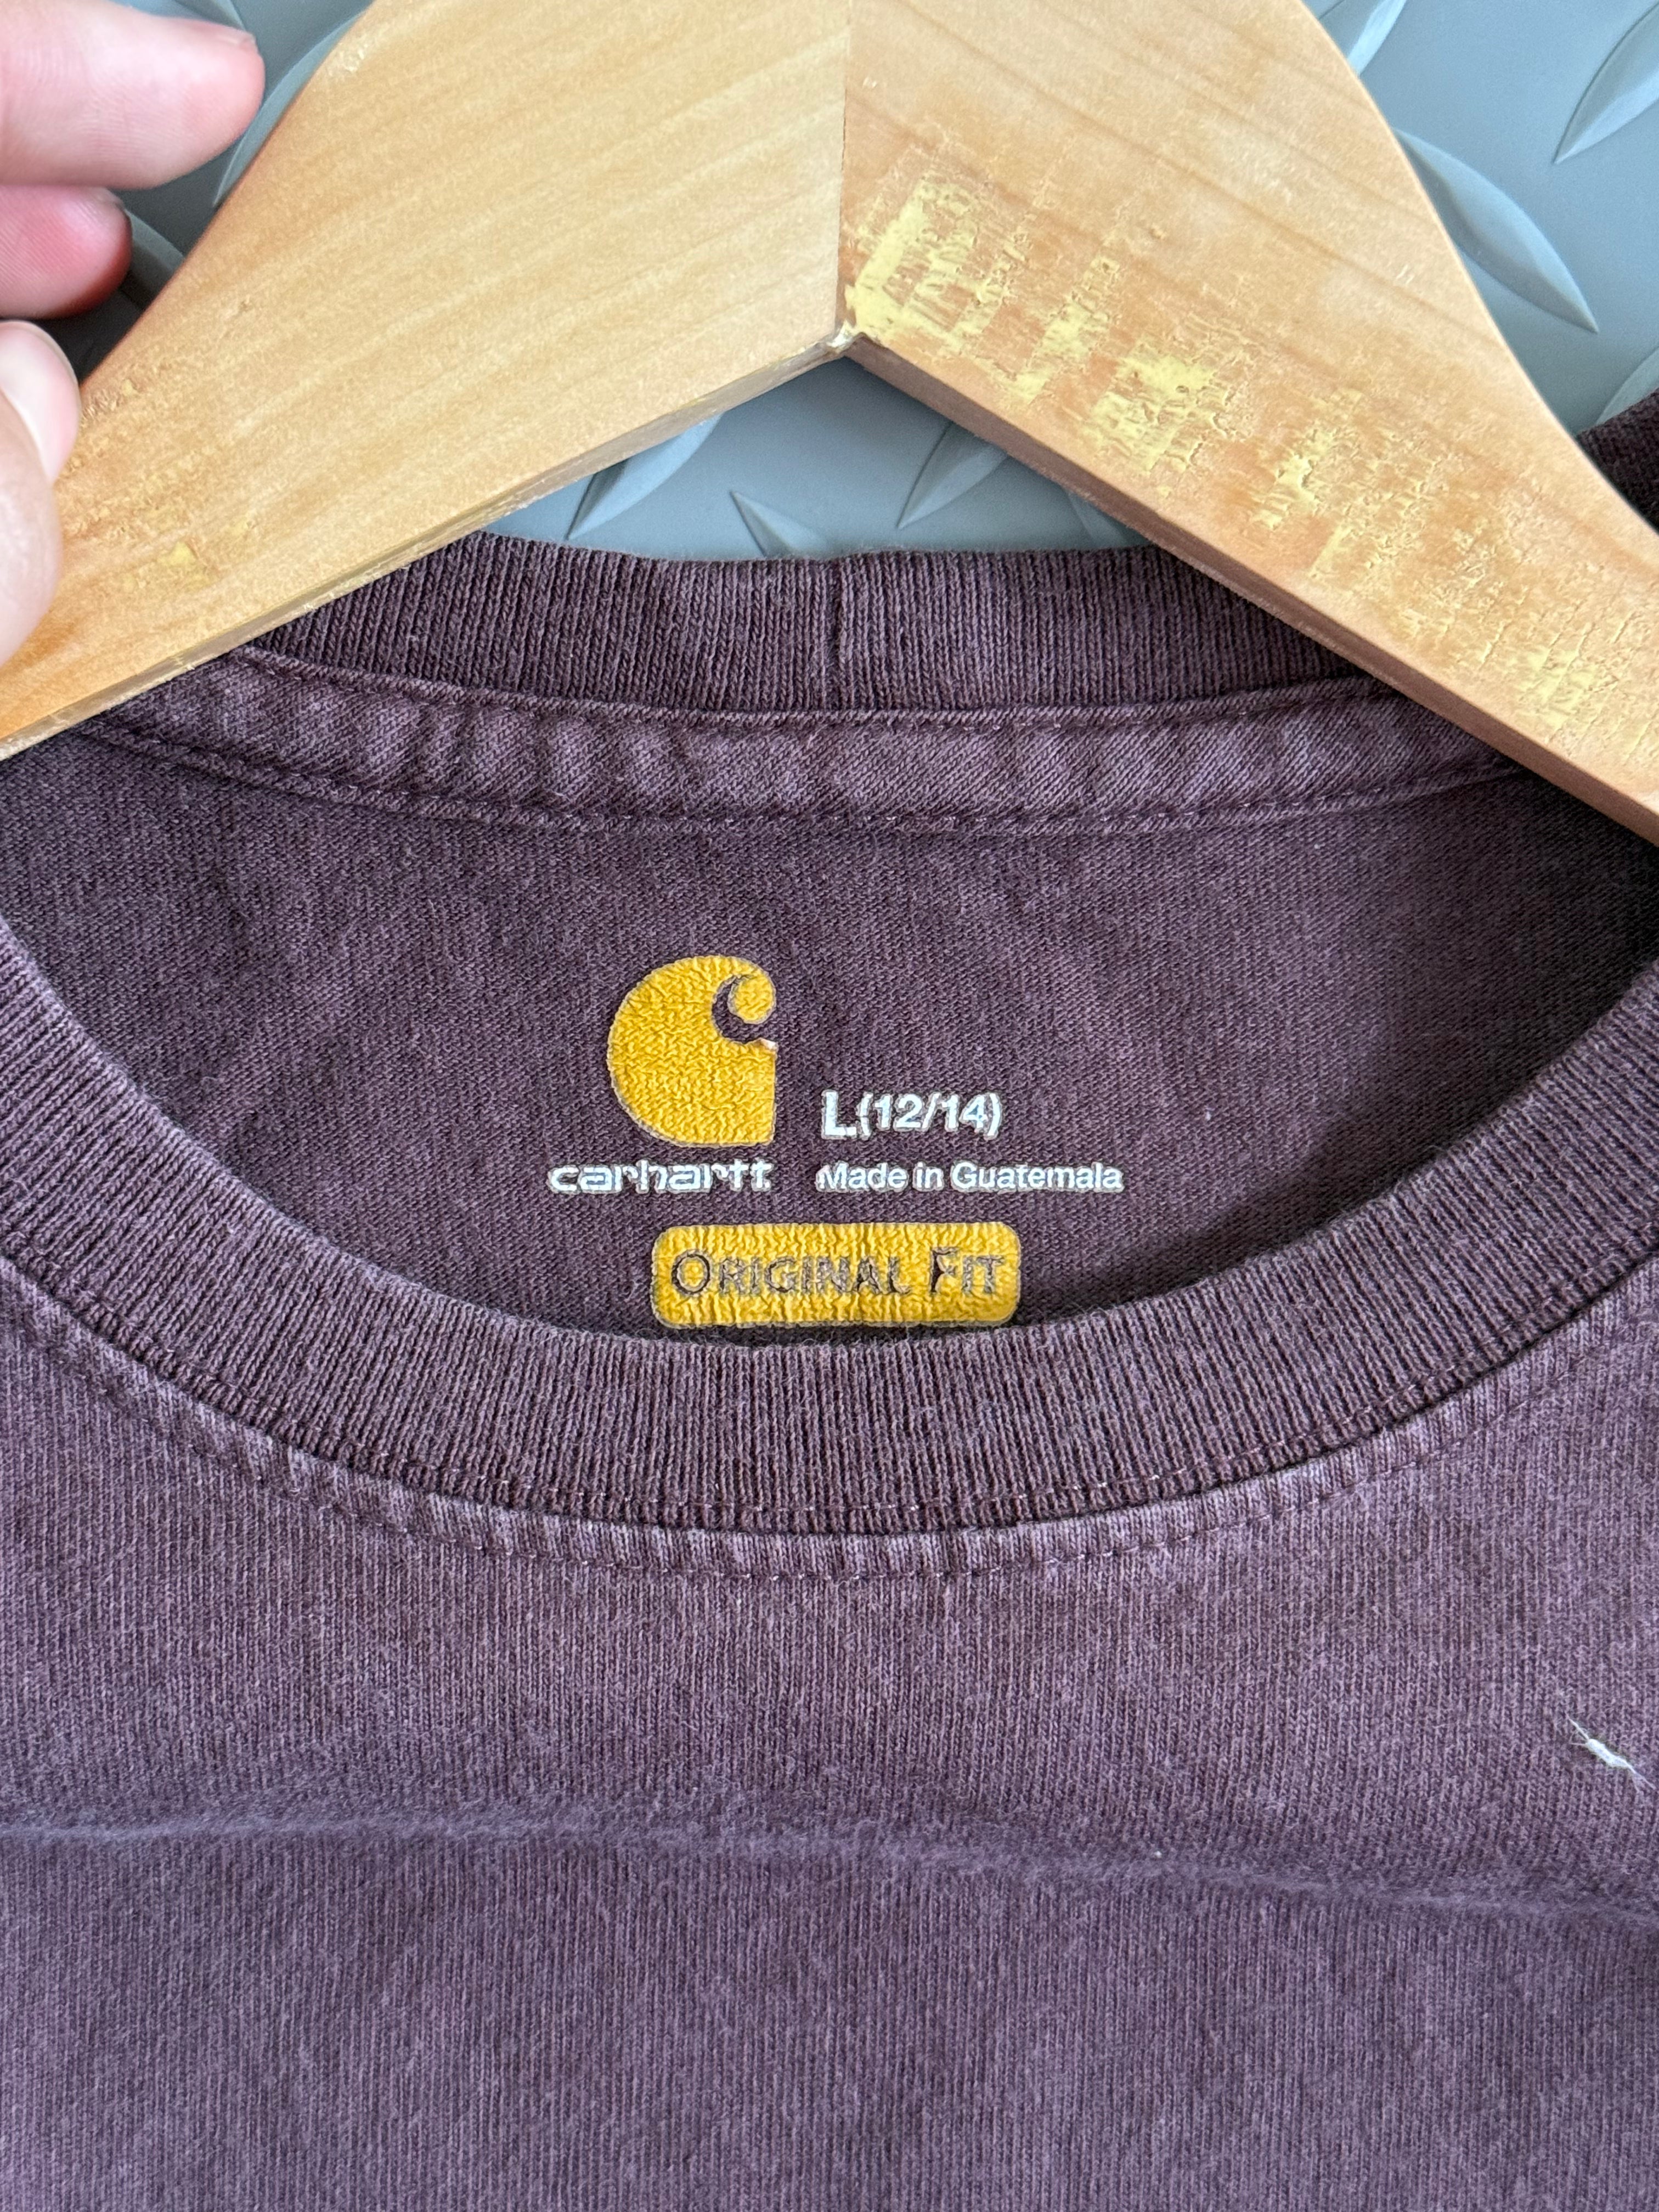 L(12/14)
carhartt Made in Guatemala
ORIGINAL FIT